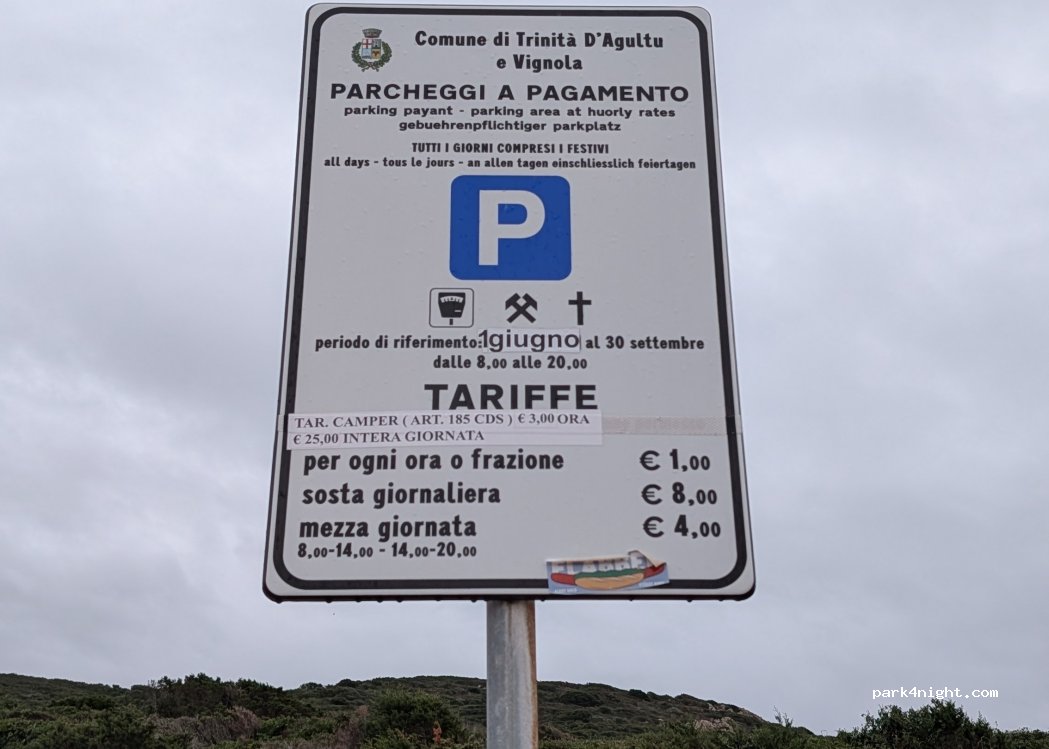 Comune di Trinità D'Agultu
e Vignola
PARCHEGGI A PAGAMENTO
parking payant - parking area at huorly rates
gebuehrenpflichtiger parkplatz
TUTTI I GIORNI COMPRESI I FESTIVI
all days - tous le jours - an allen tagen einschliesslich feiertagen
P
periodo di riferimento: 1giugno al 30 settembre
dalle 8,00 alle 20,00
TARIFFE
TAR. CAMPER ( ART. 185 CDS ) € 3,00 ORA
€ 25,00 INTERA GIORNATA
per ogni ora o frazione € 1,00
sosta giornaliera € 8,00
mezza giornata € 4,00
8,00-14,00 - 14,00-20,00
park4night.com